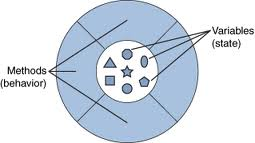 Variables
(state)
Methods
(behavior)